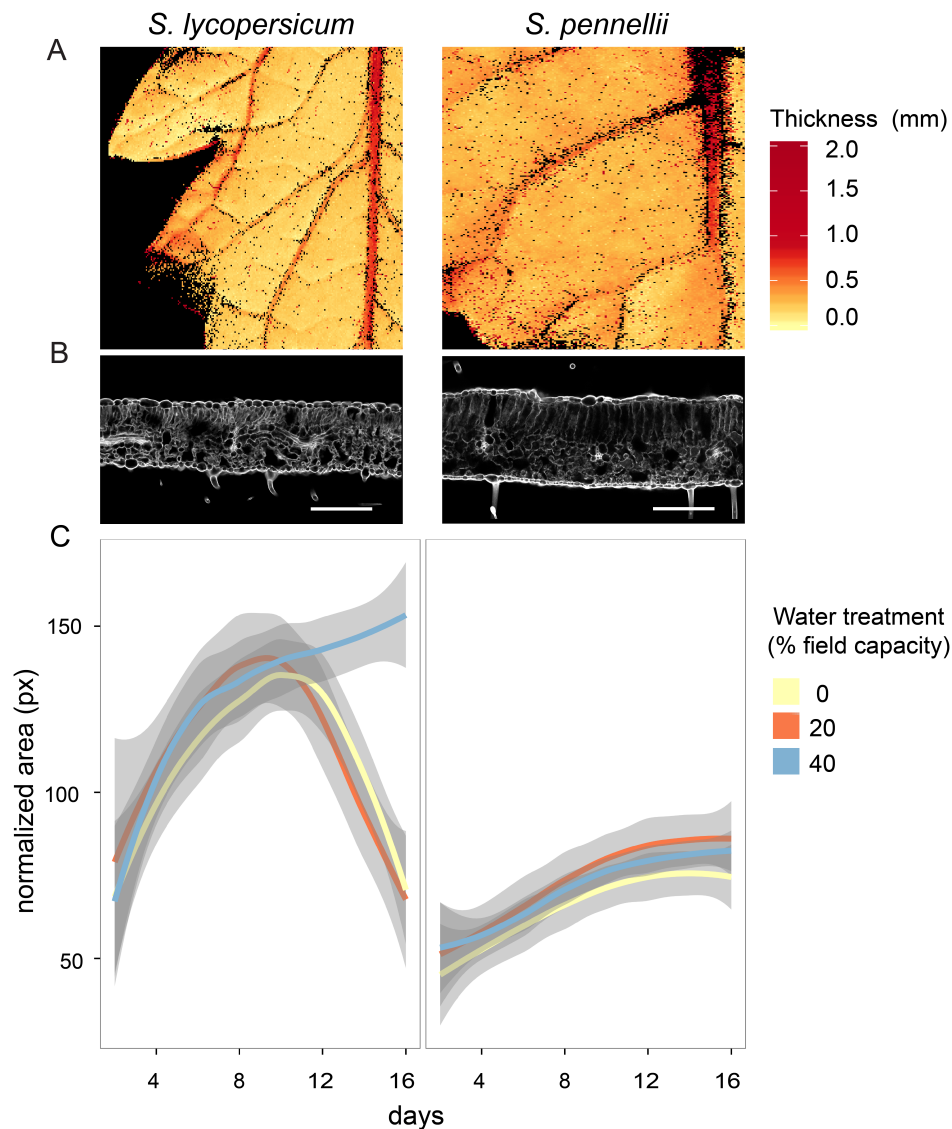 S. lycopersicum
S. pennellii
A
Thickness (mm)
2.0
1.5
1.0
0.5
0.0
B
C
normalized area (px)
150
100
50
4 8 12 16
4 8 12 16
days
Water treatment
(% field capacity)
0
20
40